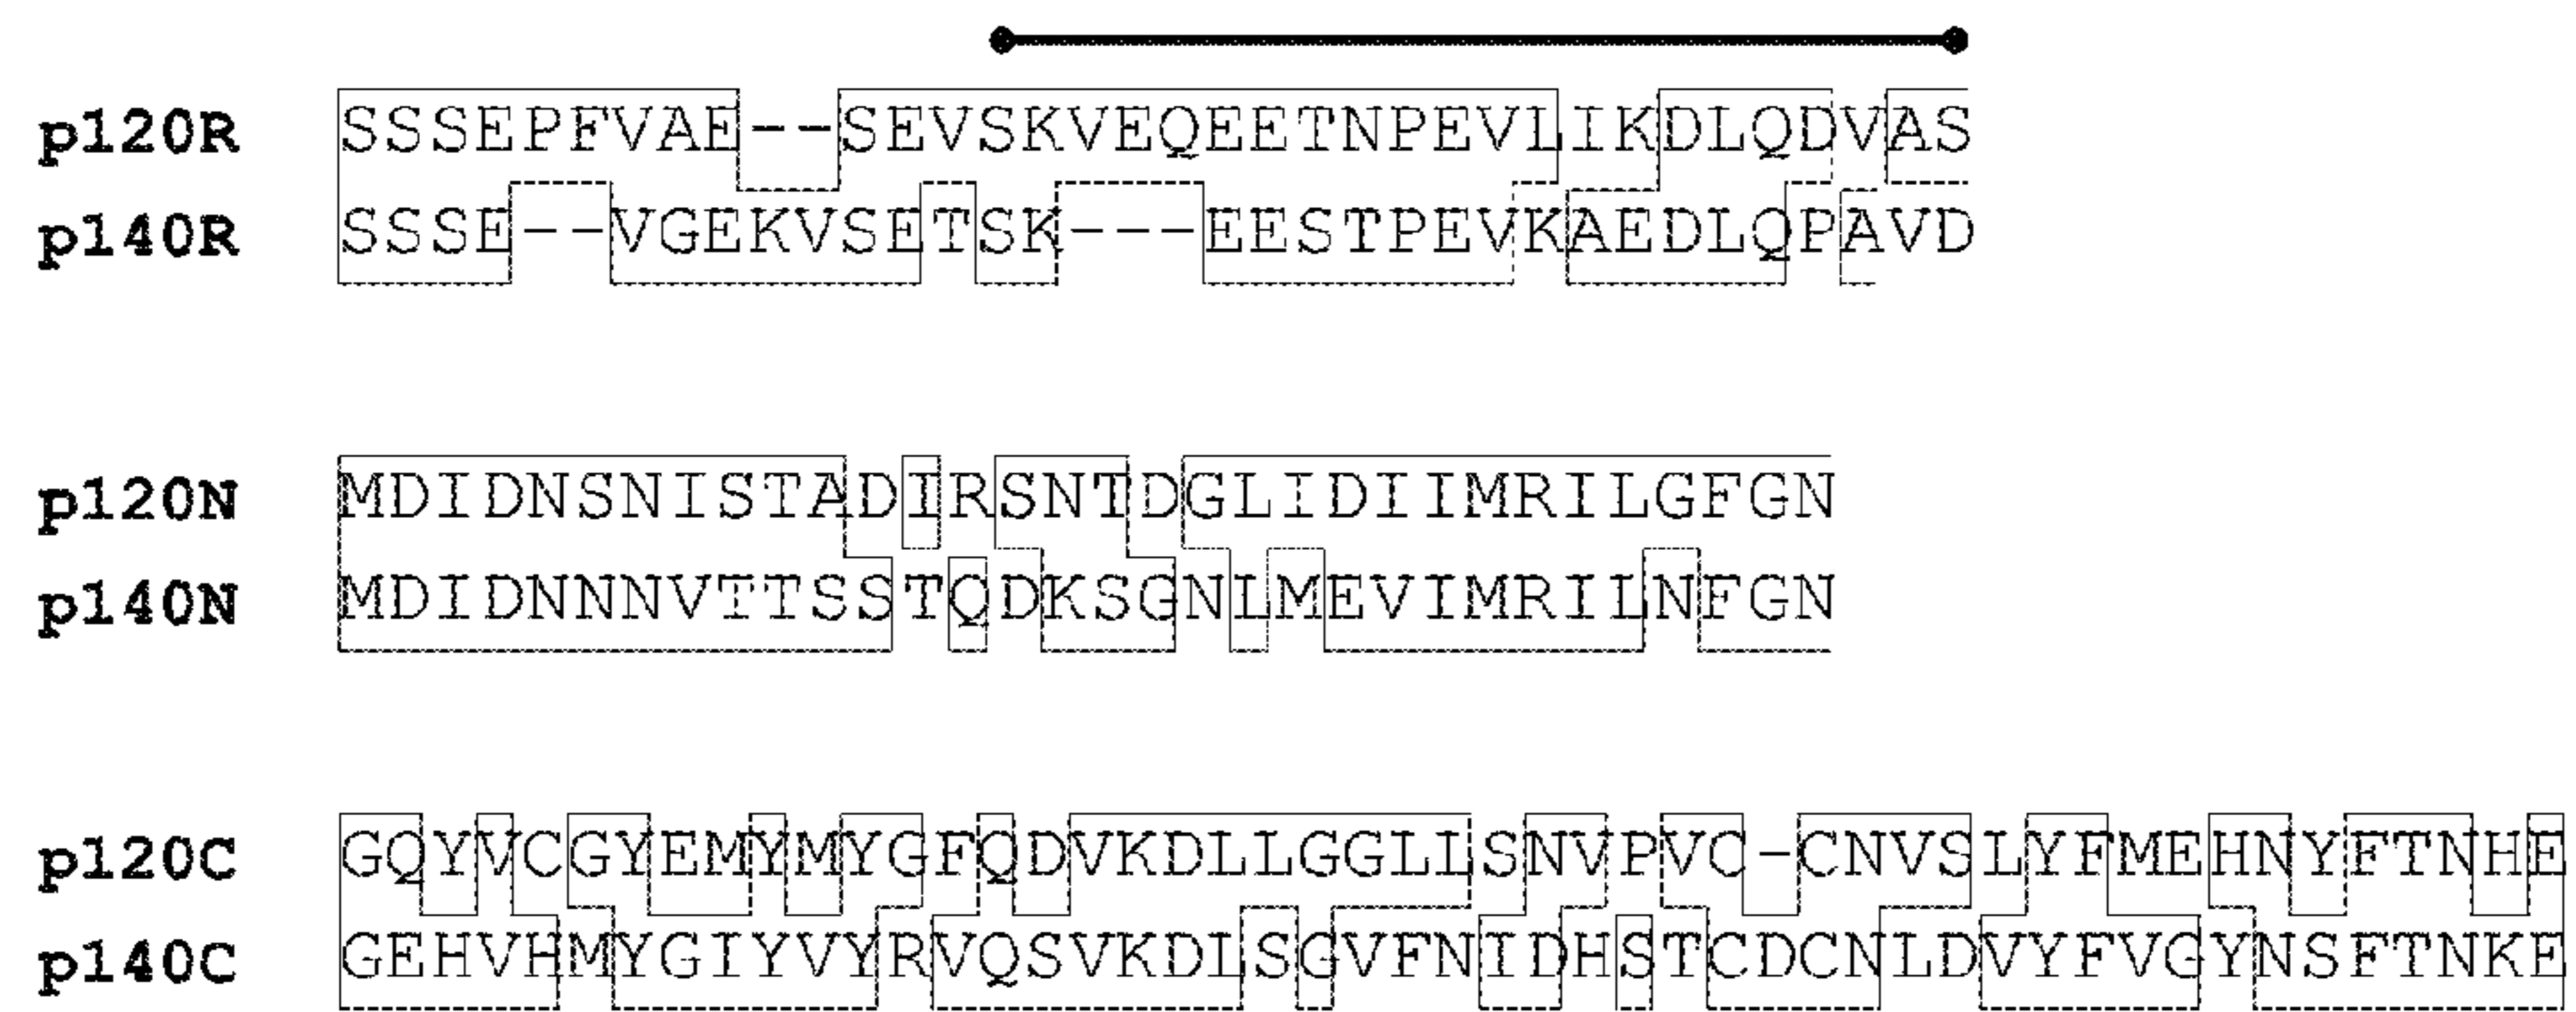 p120R SSSEPFVAE--SEVSKVEQEETNPEVLIKDLQDVAS
p140R SSSE--VGEKVSETSK---EESTPEVKAEDLQPAVD
p120N MDIDNSNISTADIRSNTDGLIDIIMRILGFGN
p140N MDIDNNNVTTSSTQDKSGNLMEVIMRILNFGN
p120C GQYVCGYEMYMYGFQDVKDLLGGLLSNVPVC-CNVSLYFMEHNYFTNHE
p140C GEHVHMYGIYVYRVQSVKDLSGVFNIDHSTCDCNLDVYFVGYNSFTNKE